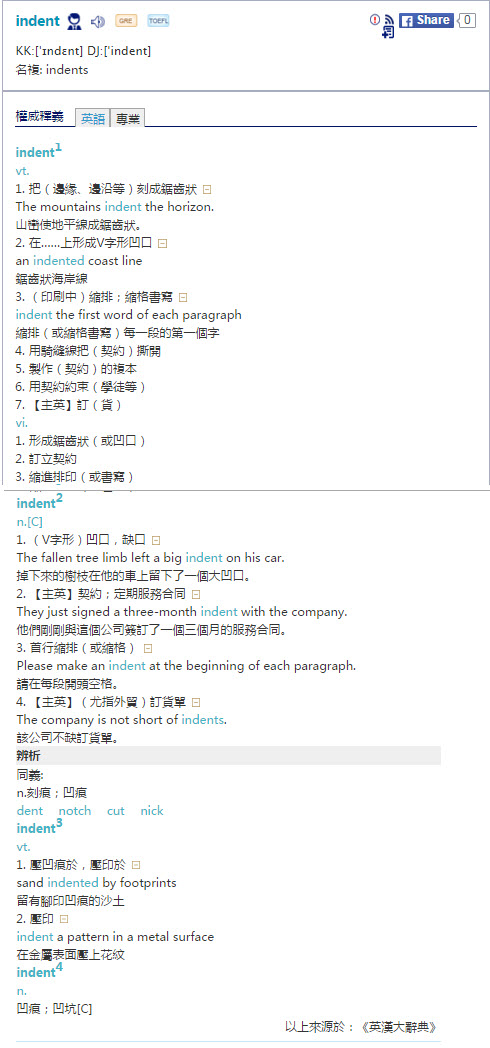 indent GRE TOEFL Share 0
KK:['ɪndɛnt] DJ:['indent]
名複: indents
權威釋義 英語 專業
indent1
vt.
1. 把（邊緣、邊沿等）刻成鋸齒狀
The mountains indent the horizon.
山巒使地平線成鋸齒狀。
2. 在……上形成V字形凹口
an indented coast line
鋸齒狀海岸線
3. （印刷中）縮排；縮格書寫
indent the first word of each paragraph
縮排（或縮格書寫）每一段的第一個字
4. 用騎縫線把（契約）撕開
5. 製作（契約）的複本
6. 用契約約束（學徒等）
7. 【主英】訂（貨）
vi.
1. 形成鋸齒狀（或凹口）
2. 訂立契約
3. 縮進排印（或書寫）
indent2
n.[C]
1. （V字形）凹口，缺口
The fallen tree limb left a big indent on his car.
掉下來的樹枝在他的車上留下了一個大凹口。
2. 【主英】契約；定期服務合同
They just signed a three-month indent with the company.
他們剛剛與這個公司簽訂了一個三個月的服務合同。
3. 首行縮排（或縮格）
Please make an indent at the beginning of each paragraph.
請在每段開頭空格。
4. 【主英】（尤指外貿）訂貨單
The company is not short of indents.
該公司不缺訂貨單。
辨析
同義:
n.刻痕；凹痕
dent notch cut nick
indent3
vt.
1. 壓凹痕於，壓印於
sand indented by footprints
留有腳印凹痕的沙土
2. 壓印
indent a pattern in a metal surface
在金屬表面壓上花紋
indent4
n.
凹痕；凹坑[C]
以上來源於：《英漢大辭典》